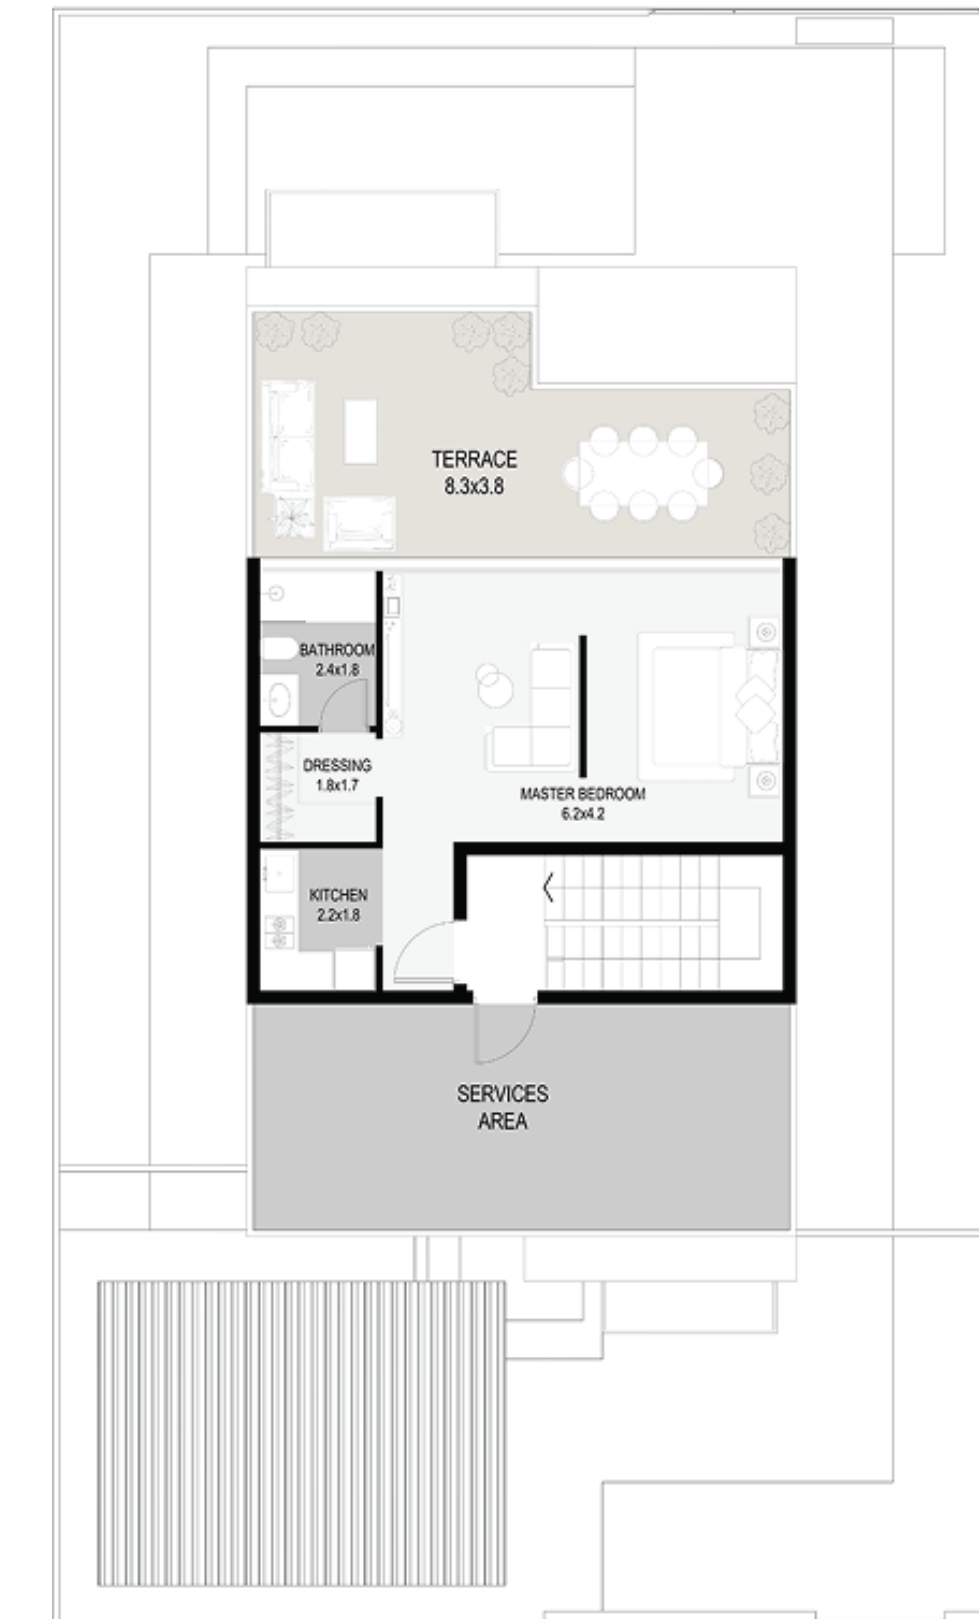 TERRACE
8.3x3.8
BATHROOM
2.4x1.8
DRESSING
1.8x1.7
MASTER BEDROOM
6.2x4.2
KITCHEN
2.2x1.8
SERVICES
AREA